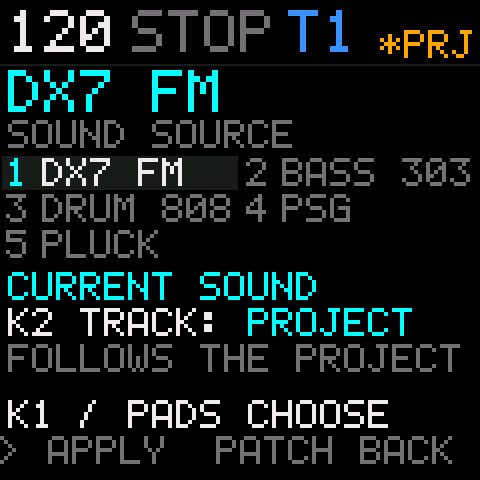 120 STOP T1 *PRJ
DX7 FM
SOUND SOURCE
1 DX7 FM 2 BASS 303
3 DRUM 808 4 PSG
5 PLUCK
CURRENT SOUND
K2 TRACK: PROJECT
FOLLOWS THE PROJECT
K1 / PADS CHOOSE
> APPLY PATCH BACK